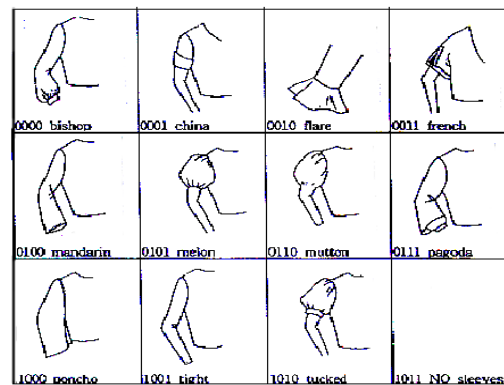 0000 bishop
0001 china
0010 flare
0011 french
0100 mandarin
0101 melon
0110 mutton
0111 pagoda
1000 poncho
1001 tight
1010 tucked
1011 NO sleeves